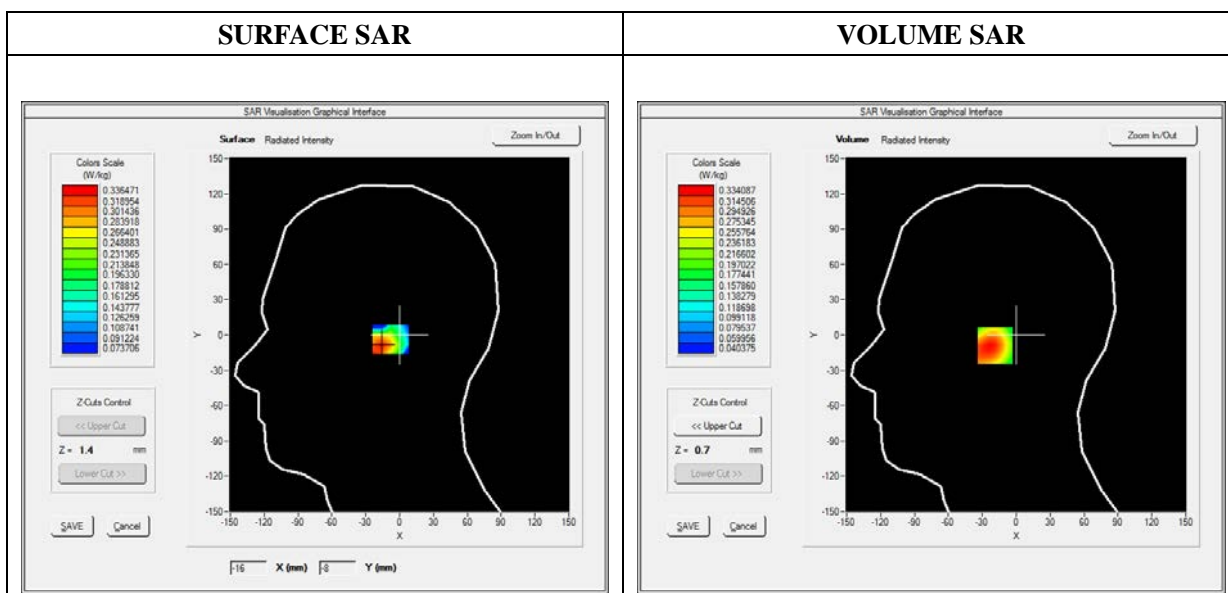 SURFACE SAR
SAR Visualisation Graphical Interface
Surface Radiated Intensity
Zoom In/Out
Colors Scale
(W/kg)
0.336471
0.318954
0.301436
0.283918
0.266401
0.248883
0.231365
0.213848
0.196330
0.178812
0.161295
0.143777
0.126259
0.108741
0.091224
0.073706
Z-Cuts Control
<< Upper Cut
Z = 1.4 mm
Lower Cut >>
SAVE Cancel
150
120
90
60
30
0
-30
-60
-90
-120
-150
Y
-150 -120 -90 -60 -30 0 30 60 90 120 150
X
-16 X (mm) -8 Y (mm)
VOLUME SAR
SAR Visualisation Graphical Interface
Volume Radiated Intensity
Zoom In/Out
Colors Scale
(W/kg)
0.334087
0.314506
0.294926
0.275345
0.255764
0.236183
0.216602
0.197022
0.177441
0.157860
0.138279
0.118698
0.099118
0.079537
0.059956
0.040375
Z-Cuts Control
<< Upper Cut
Z = 0.7 mm
Lower Cut >>
SAVE Cancel
150
120
90
60
30
0
-30
-60
-90
-120
-150
Y
-150 -120 -90 -60 -30 0 30 60 90 120 150
X